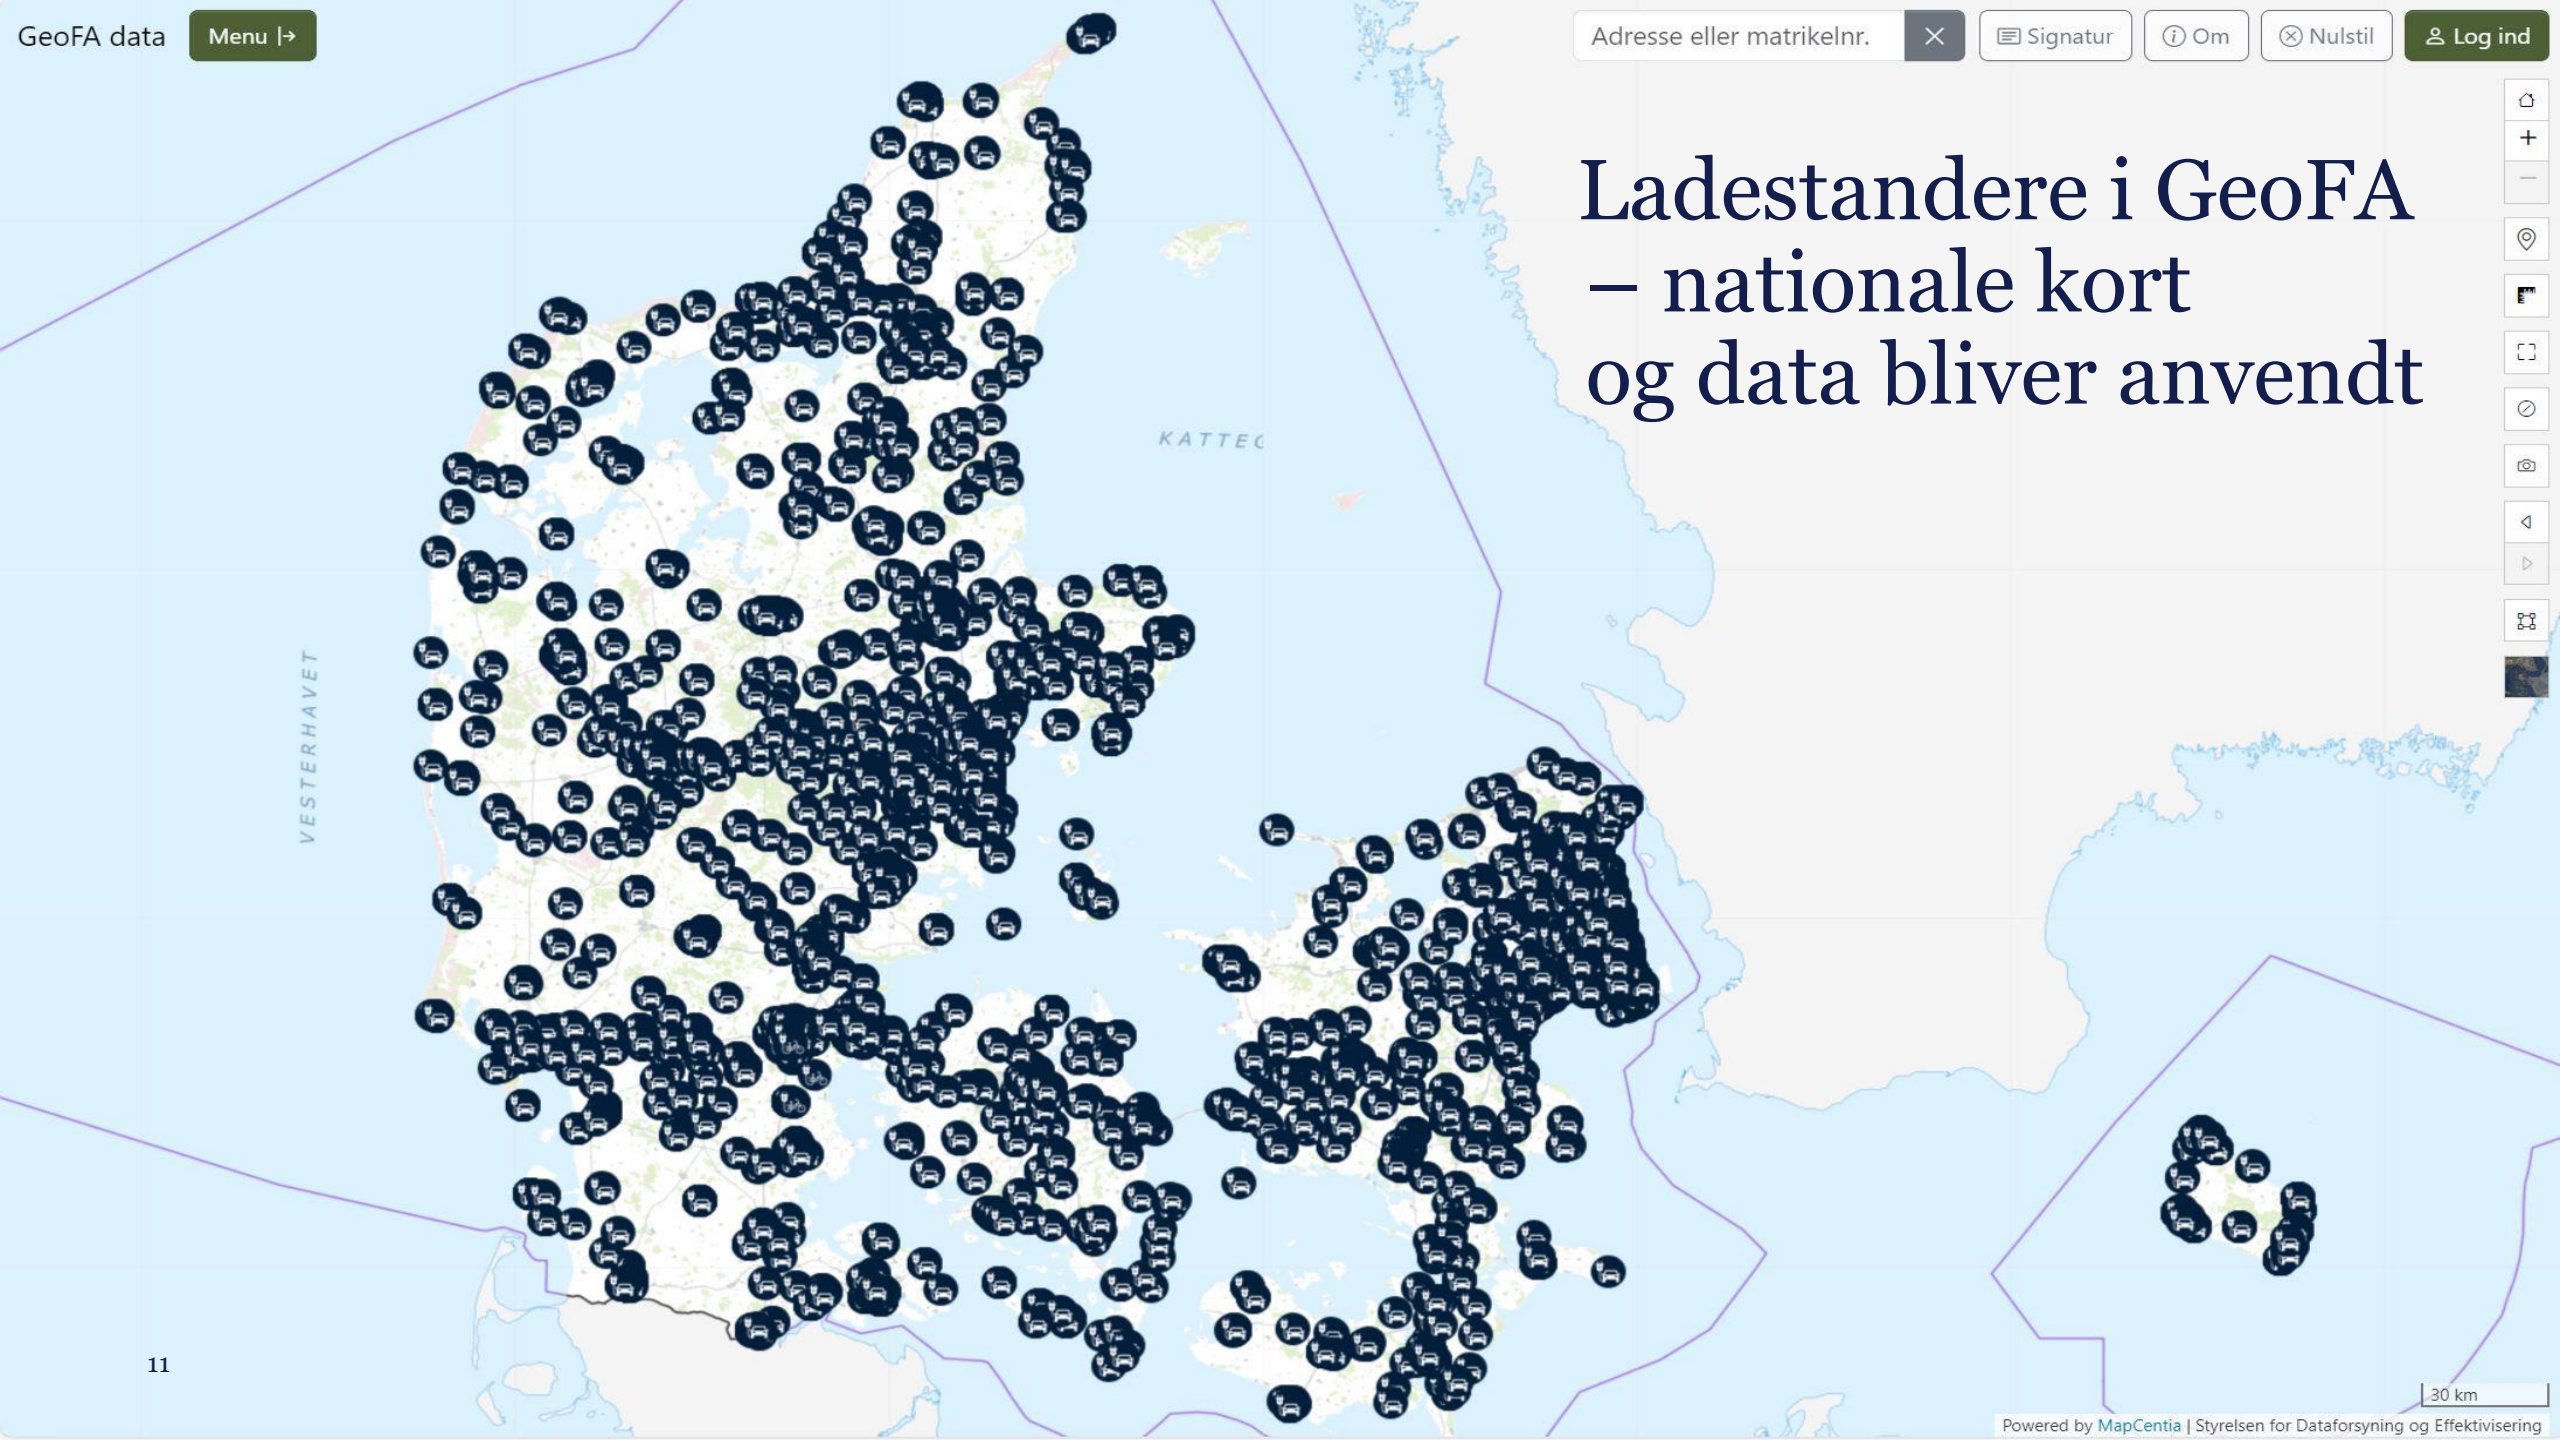 GeoFA data
Menu
Adresse eller matrikelnr.
Signatur
Om
Nulstil
Log ind
Ladestandere i GeoFA
– nationale kort
og data bliver anvendt
KATTEG
VESTERHAVET
11
30 km
Powered by MapCentia | Styrelsen for Dataforsyning og Effektivisering